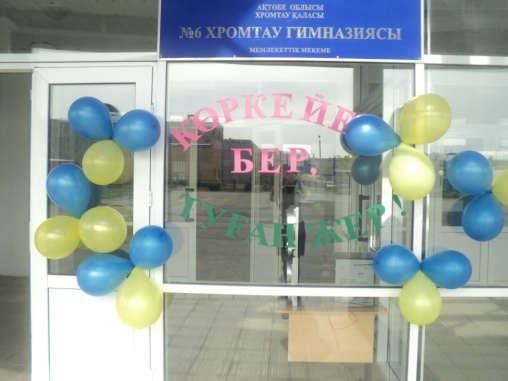 АҚТӨБЕ ОБЛЫСЫ
ХРОМТАУ ҚАЛАСЫ
№6 ХРОМТАУ ГИМНАЗИЯСЫ
МЕМЛЕКЕТТІК МЕКЕМЕ
КӨРКЕЙЕ
БЕР,
ТУҒАН ЖЕР!